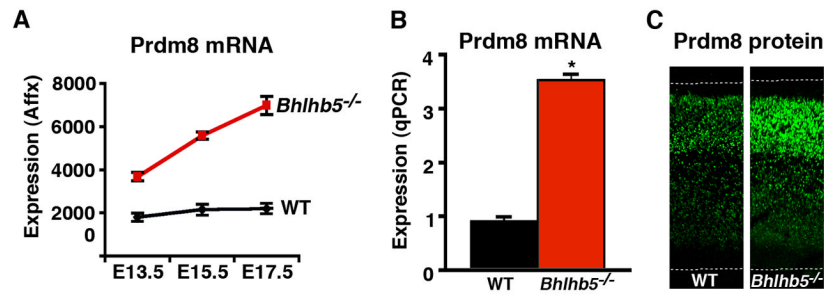 A
Prdm8 mRNA
Expression (Affx)
8000
6000
4000
2000
0
Bhlhb5-/-
WT
E13.5 E15.5 E17.5
B
Prdm8 mRNA
Expression (qPCR)
4
3
2
1
0
*
WT Bhlhb5-/-
C
Prdm8 protein
WT Bhlhb5-/-